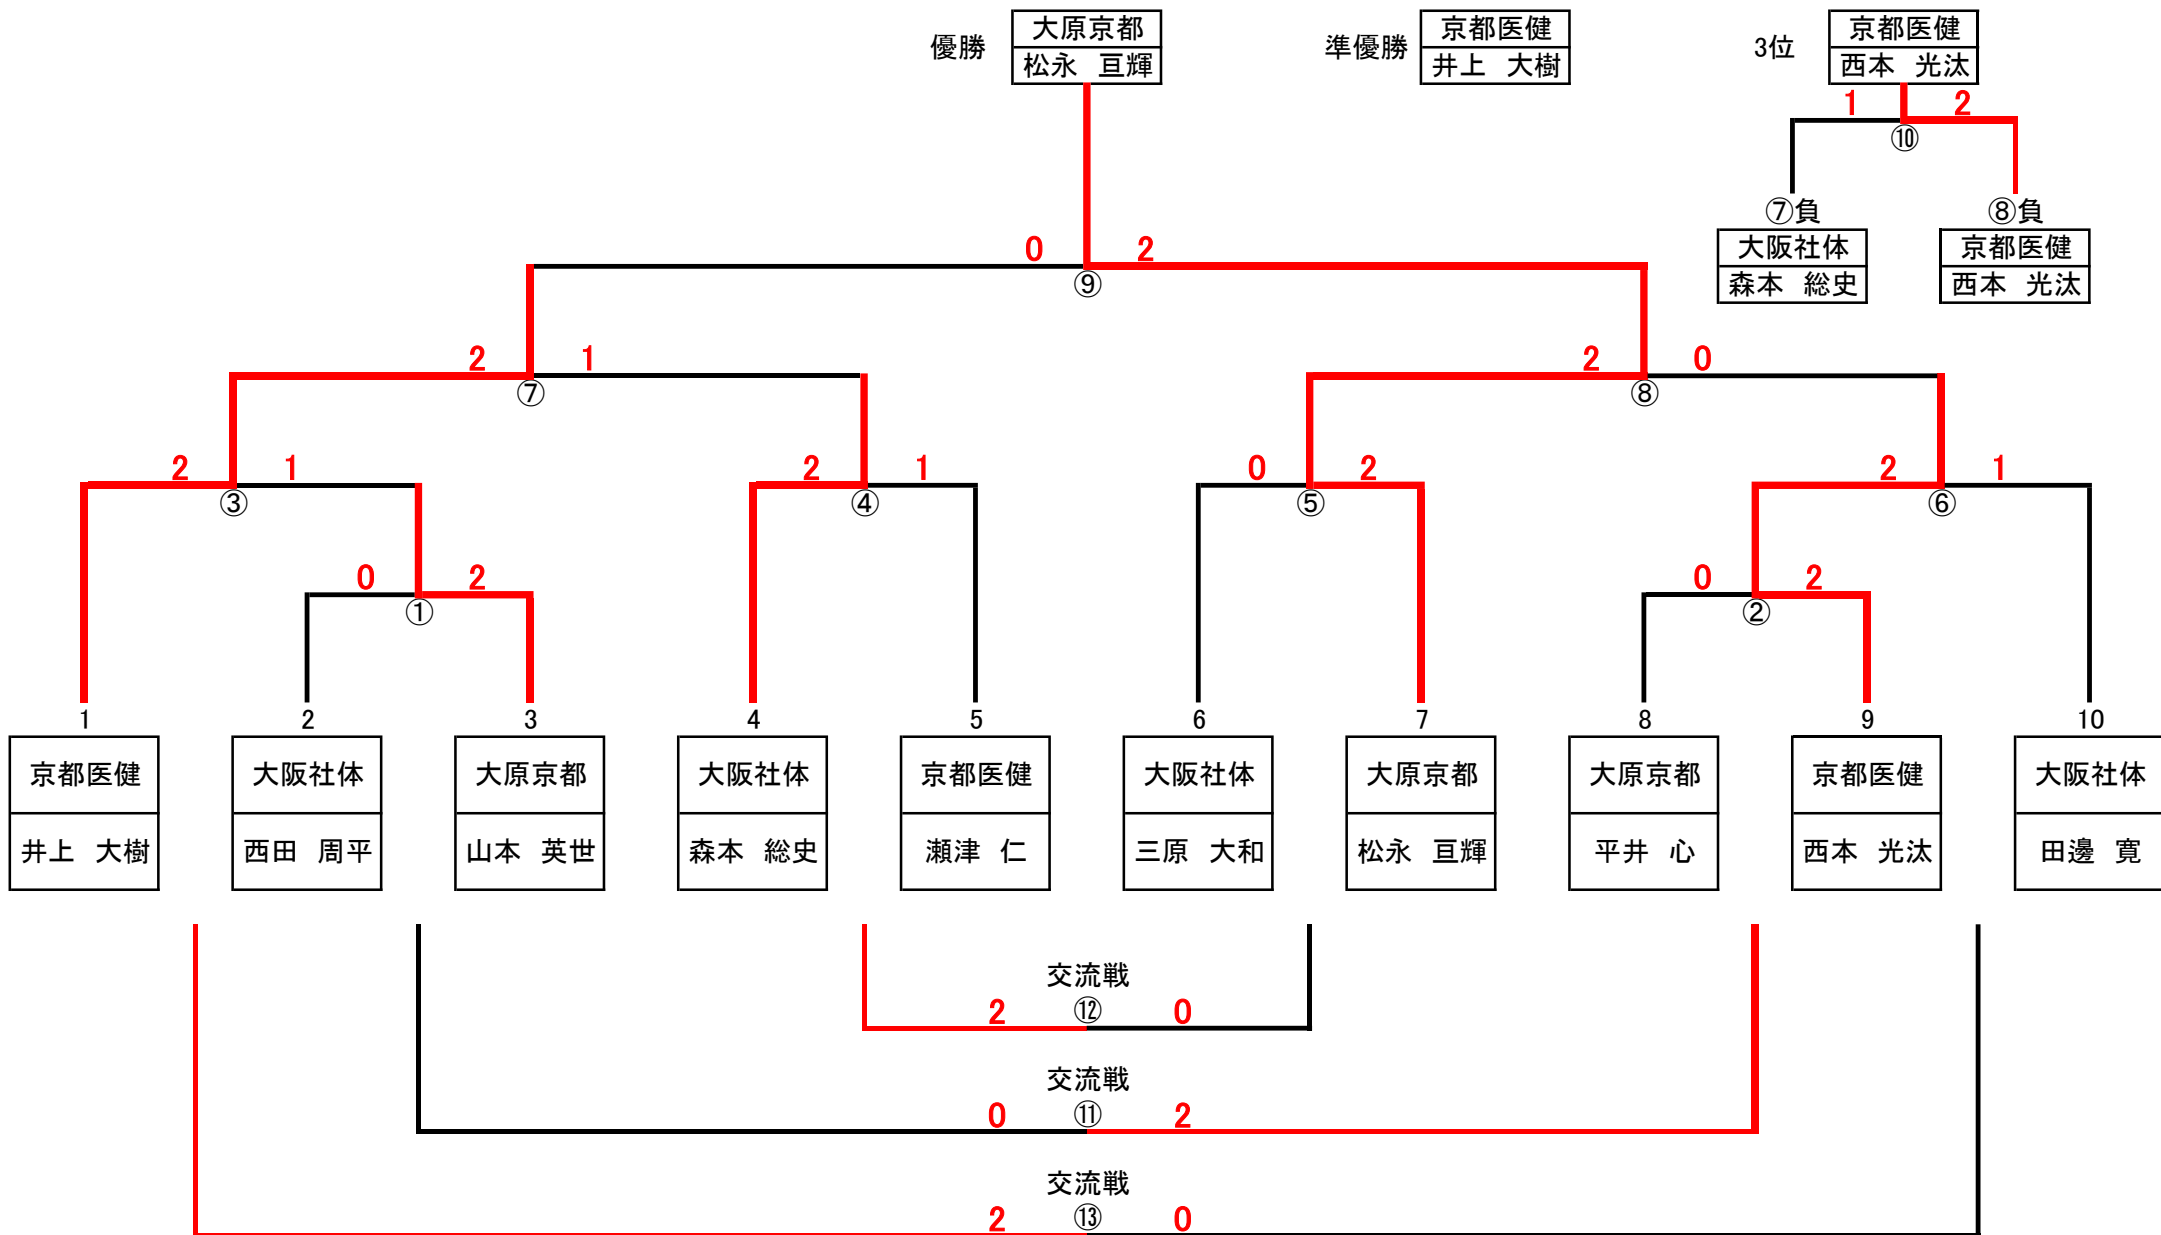 優勝 大原京都 準優勝 京都医健 3位 京都医健
松永 亘輝 井上 大樹 西本 光汰
1 2
⑩
⑦負 ⑧負
大阪社体 京都医健
森本 総史 西本 光汰
0 2
⑨
2 1 2 0
⑦ ⑧
2 1 2 1 0 2 2 1
③ ④ ⑤ ⑥
0 2 0 2
① ②
1 2 3 4 5 6 7 8 9 10
京都医健 大阪社体 大原京都 大阪社体 京都医健 大阪社体 大原京都 大原京都 京都医健 大阪社体
井上 大樹 西田 周平 山本 英世 森本 総史 瀬津 仁 三原 大和 松永 亘輝 平井 心 西本 光汰 田邊 寛
交流戦
2 ⑫ 0
交流戦
0 ⑪ 2
交流戦
2 ⑬ 0